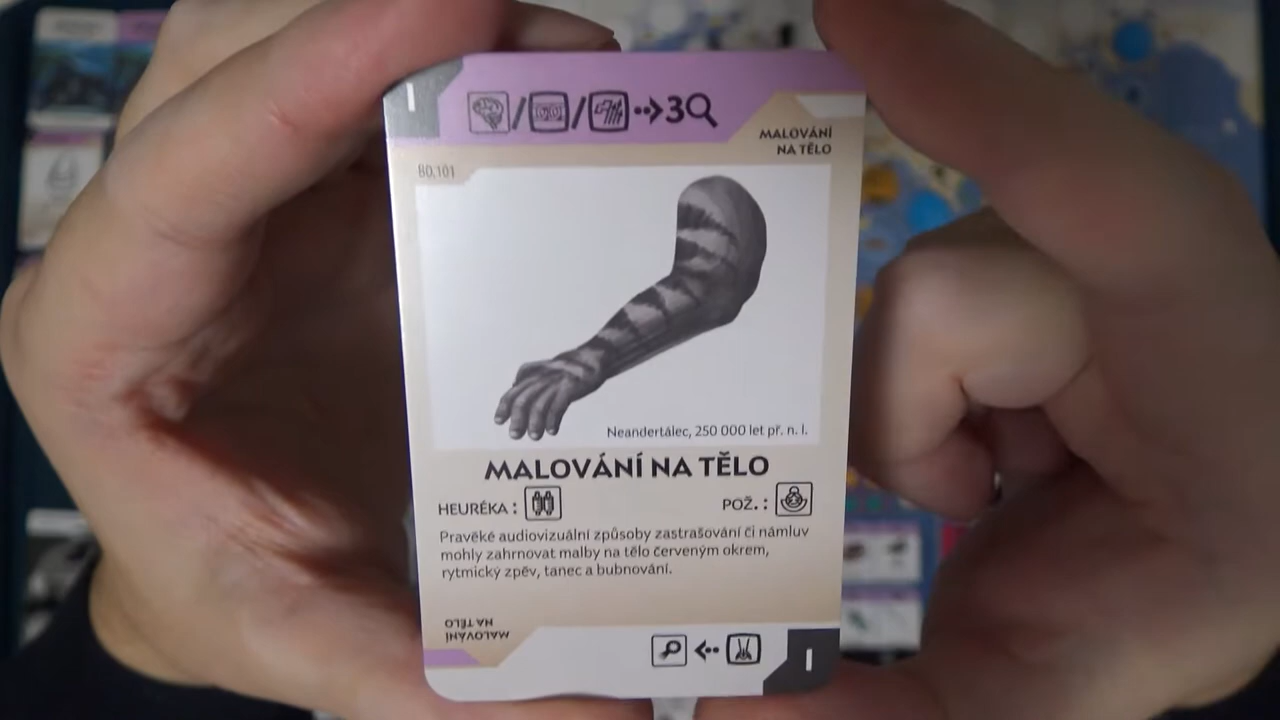 I
/ / 3
MALOVÁNÍ
NA TĚLO
BD.101
Neandertálec, 250 000 let př. n. l.
MALOVÁNÍ NA TĚLO
HEURÉKA :
POŽ. :
Pravěké audiovizuální způsoby zastrašování či námluv
mohly zahrnovat malby na tělo červeným okrem,
rytmický zpěv, tanec a bubnování.
MALOVÁNÍ
NA TĚLO
I